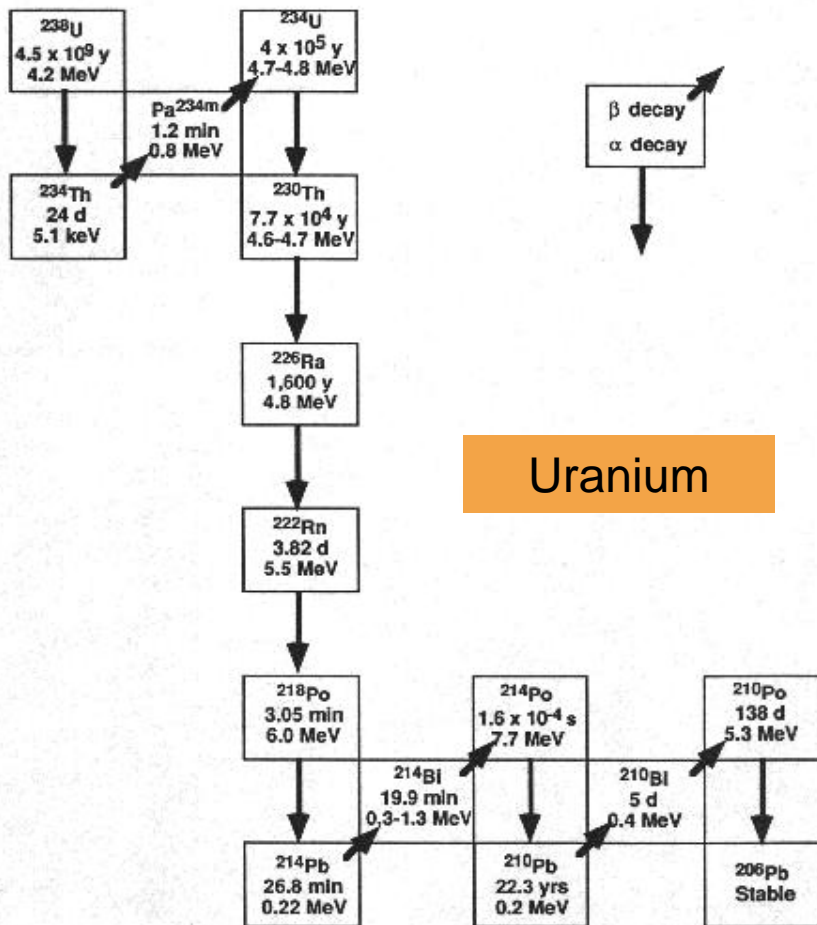 ²³⁸U
4.5 x 10⁹ y
4.2 MeV
²³⁴U
4 x 10⁵ y
4.7-4.8 MeV
Pa²³⁴ᵐ
1.2 min
0.8 MeV
β decay
α decay
²³⁴Th
24 d
5.1 keV
²³⁰Th
7.7 x 10⁴ y
4.6-4.7 MeV
²²⁶Ra
1,600 y
4.8 MeV
Uranium
²²²Rn
3.82 d
5.5 MeV
²¹⁸Po
3.05 min
6.0 MeV
²¹⁴Po
1.6 x 10⁻⁴ s
7.7 MeV
²¹⁰Po
138 d
5.3 MeV
²¹⁴Bi
19.9 min
0.3-1.3 MeV
²¹⁰Bi
5 d
0.4 MeV
²¹⁴Pb
26.8 min
0.22 MeV
²¹⁰Pb
22.3 yrs
0.2 MeV
²⁰⁶Pb
Stable